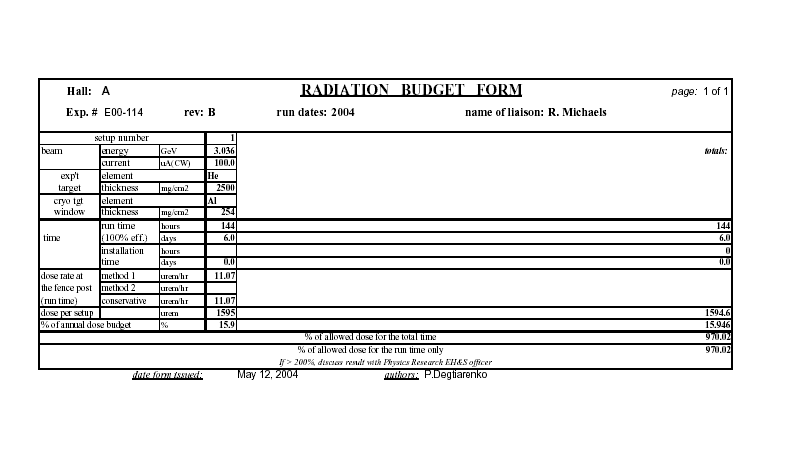 Hall: A RADIATION BUDGET FORM page: 1 of 1
Exp. # E00-114 rev: B run dates: 2004 name of liaison: R. Michaels
setup number 1
beam energy GeV 3.036 totals:
current uA(CW) 100.0
exp't element He
target thickness mg/cm2 2500
cryo tgt element Al
window thickness mg/cm2 254
run time hours 144 144
time (100% eff.) days 6.0 6.0
installation hours 0
time days 0.0 0.0
dose rate at method 1 urem/hr 11.07
the fence post method 2 urem/hr
(run time) conservative urem/hr 11.07
dose per setup urem 1595 1594.6
% of annual dose budget % 15.9 15.946
% of allowed dose for the total time 970.02
% of allowed dose for the run time only 970.02
If > 200%, discuss result with Physics Research EH&S officer
date form issued: May 12, 2004 authors: P.Degtiarenko